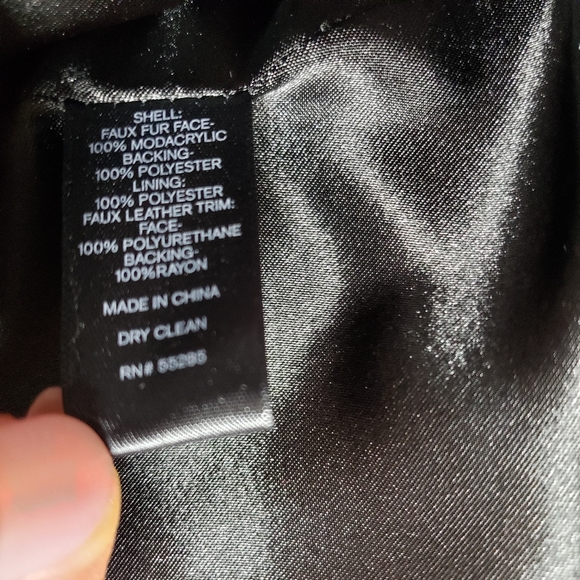 SHELL:
FAUX FUR FACE-
100% MODACRYLIC
BACKING-
100% POLYESTER
LINING:
100% POLYESTER
FAUX LEATHER TRIM:
FACE-
100% POLYURETHANE
BACKING-
100%RAYON
MADE IN CHINA
DRY CLEAN
RN# 55285